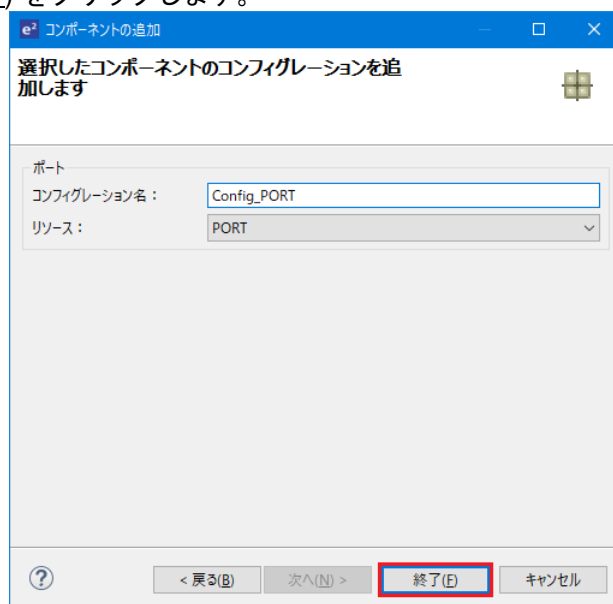 ) をクリックします。
e² コンポーネントの追加
選択したコンポーネントのコンフィグレーションを追
加します
ポート
コンフィグレーション名：
Config_PORT
リソース：
PORT
?
< 戻る(B)
次へ(N) >
終了(F)
キャンセル